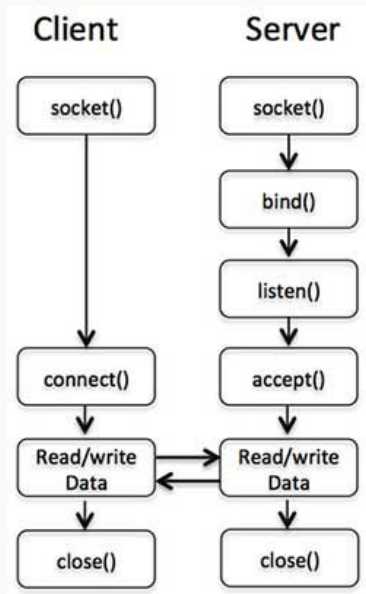 Client
Server
socket()
socket()
bind()
listen()
connect()
accept()
Read/write
Data
Read/write
Data
close()
close()